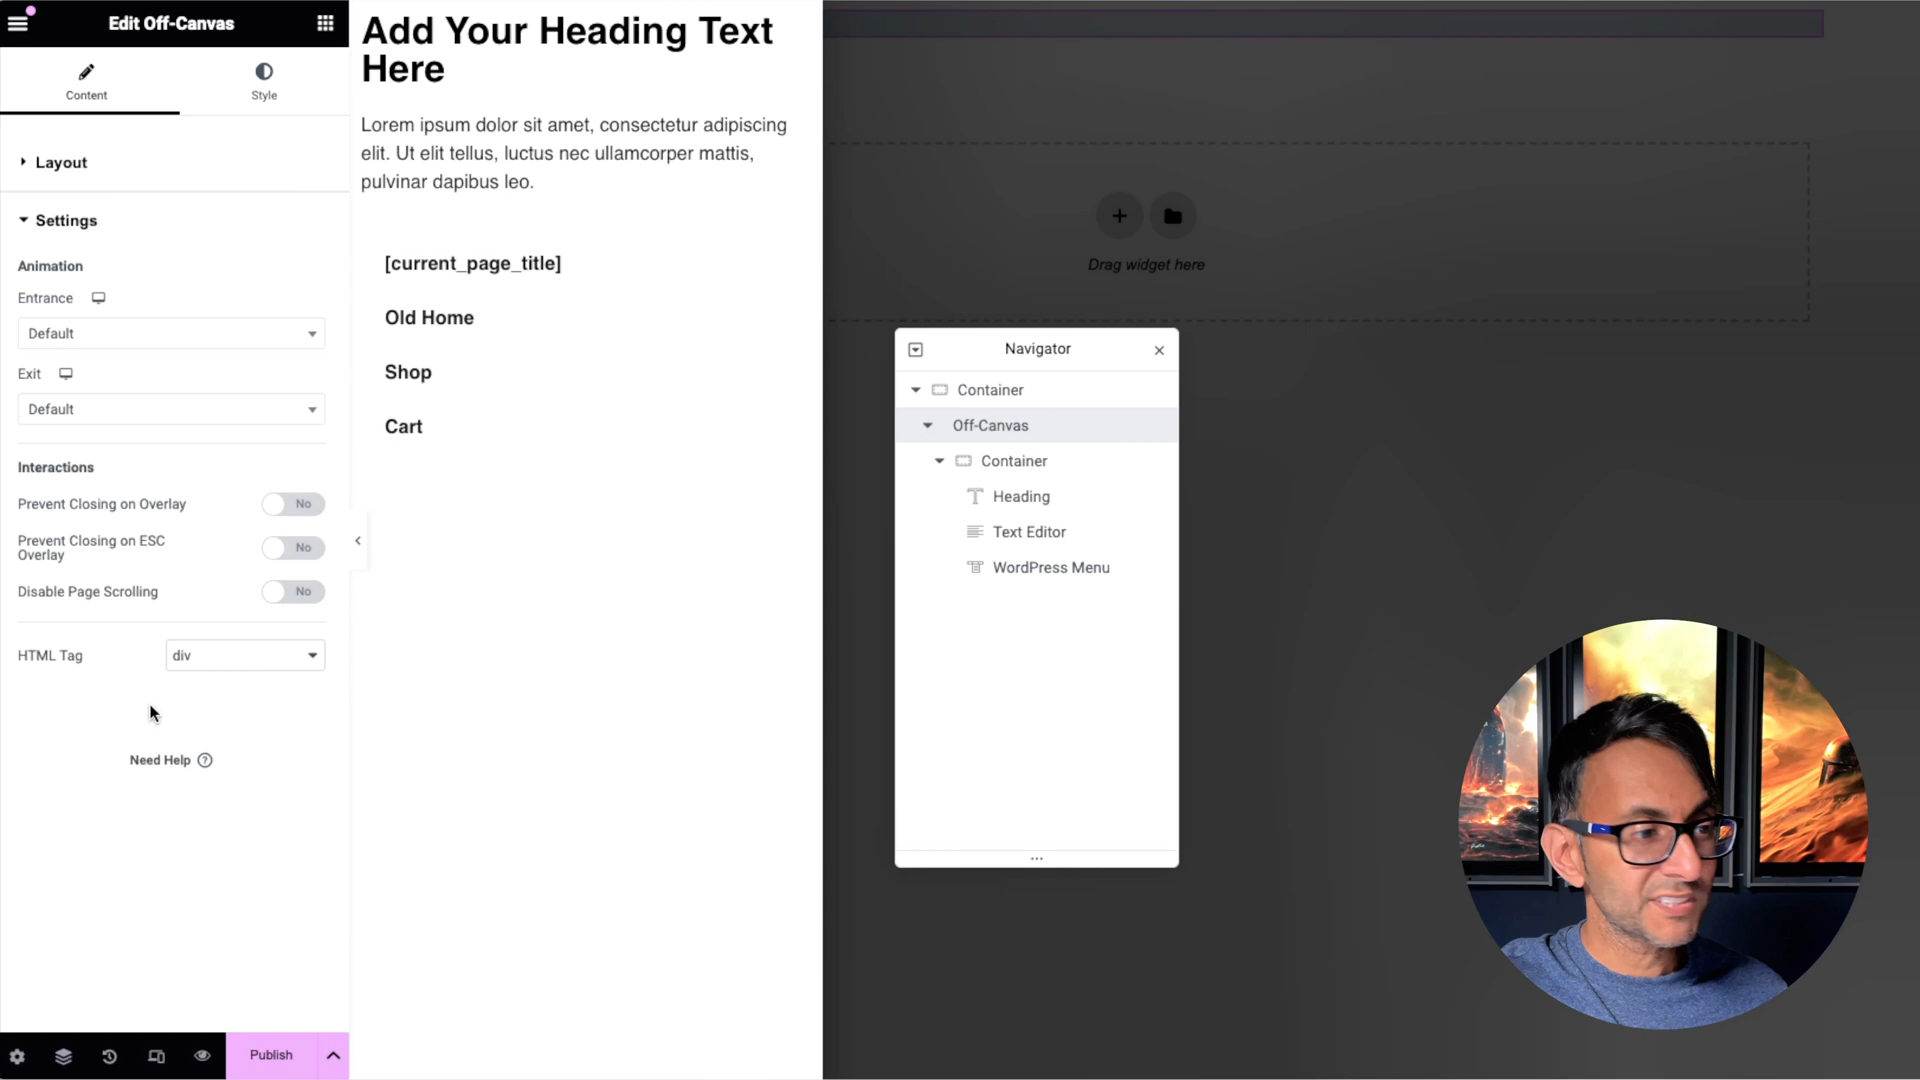 Edit Off-Canvas
Content
Style
Layout
Settings
Animation
Entrance
Default
Exit
Default
Interactions
Prevent Closing on Overlay
No
Prevent Closing on ESC
Overlay
No
Disable Page Scrolling
No
HTML Tag
div
Need Help ?
Publish
Add Your Heading Text
Here
Lorem ipsum dolor sit amet, consectetur adipiscing
elit. Ut elit tellus, luctus nec ullamcorper mattis,
pulvinar dapibus leo.
[current_page_title]
Old Home
Shop
Cart
Drag widget here
Navigator
Container
Off-Canvas
Container
Heading
Text Editor
WordPress Menu